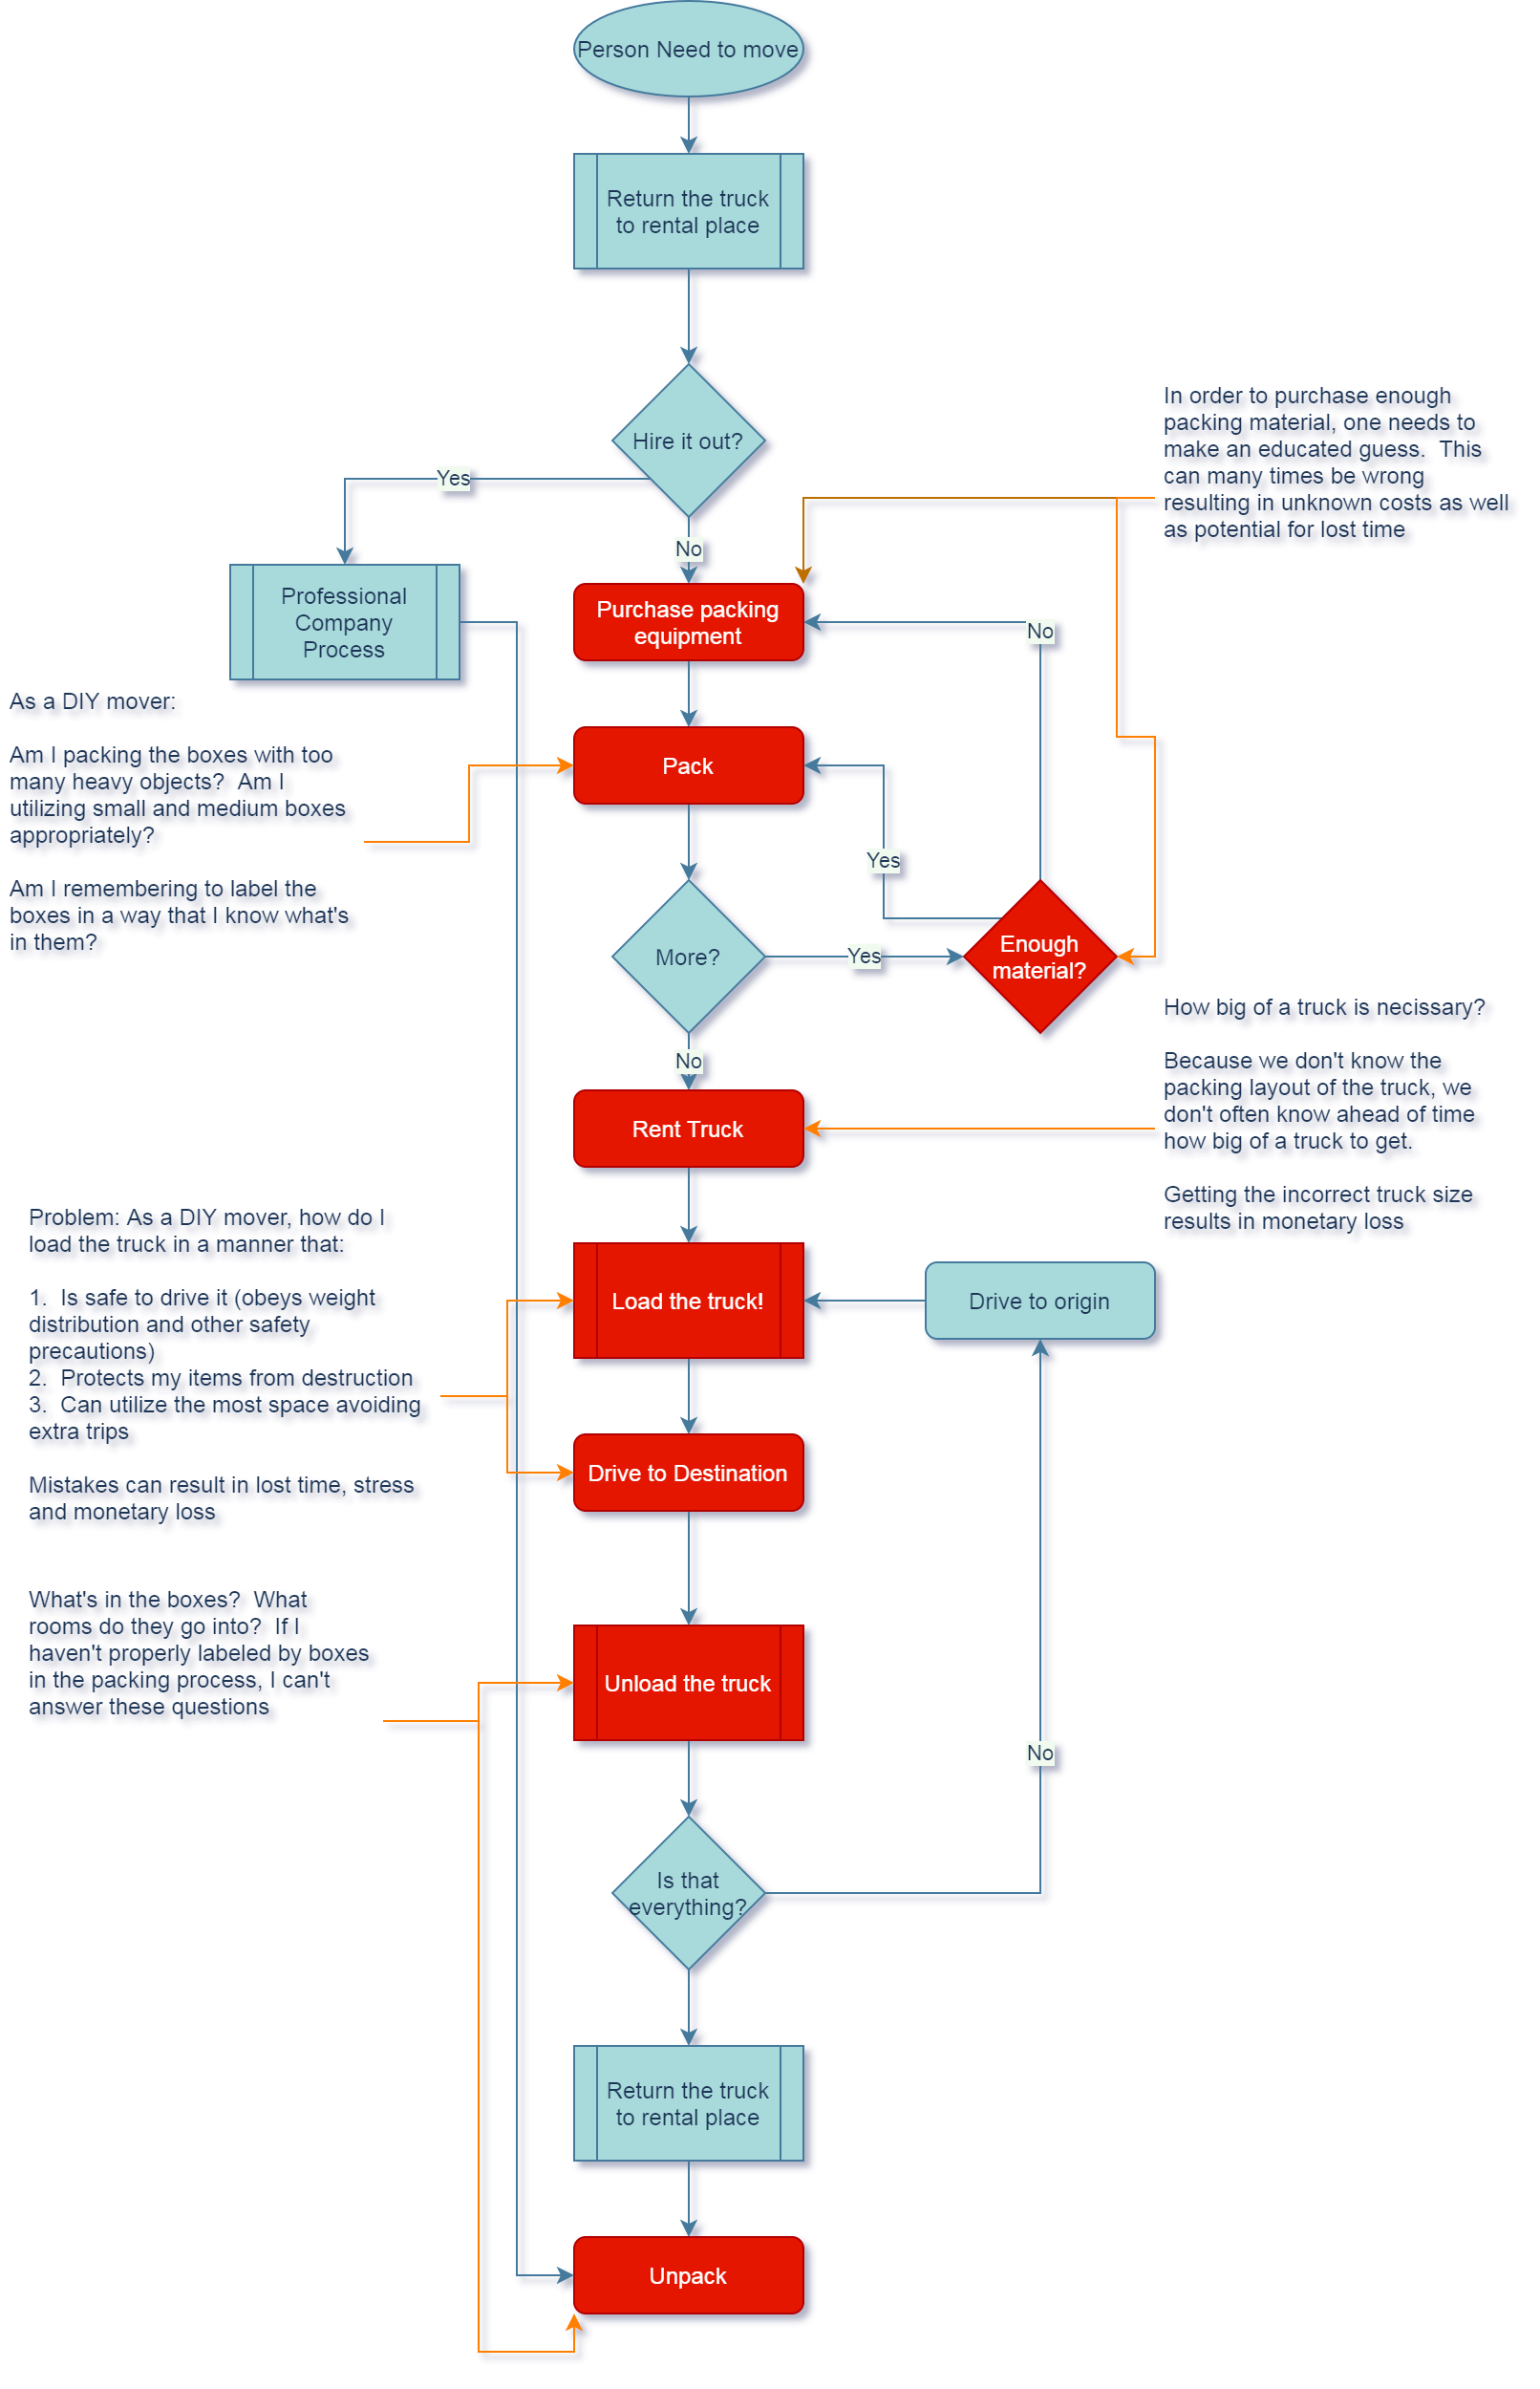 Person Need to move
Return the truck
to rental place
Hire it out?
In order to purchase enough
packing material, one needs to
make an educated guess.  This
can many times be wrong
resulting in unknown costs as well
as potential for lost time
Yes
No
Professional
Company
Process
Purchase packing
equipment
No
As a DIY mover:
Am I packing the boxes with too
many heavy objects?  Am I
utilizing small and medium boxes
appropriately?
Am I remembering to label the
boxes in a way that I know what's
in them?
Pack
Yes
More?
Yes
Enough
material?
No
How big of a truck is necissary?
Because we don't know the
packing layout of the truck, we
don't often know ahead of time
how big of a truck to get.
Getting the incorrect truck size
results in monetary loss
Rent Truck
Problem: As a DIY mover, how do I
load the truck in a manner that:
1.  Is safe to drive it (obeys weight
distribution and other safety
precautions)
2.  Protects my items from destruction
3.  Can utilize the most space avoiding
extra trips
Mistakes can result in lost time, stress
and monetary loss
Load the truck!
Drive to origin
Drive to Destination
What's in the boxes?  What
rooms do they go into?  If I
haven't properly labeled by boxes
in the packing process, I can't
answer these questions
Unload the truck
No
Is that
everything?
Return the truck
to rental place
Unpack